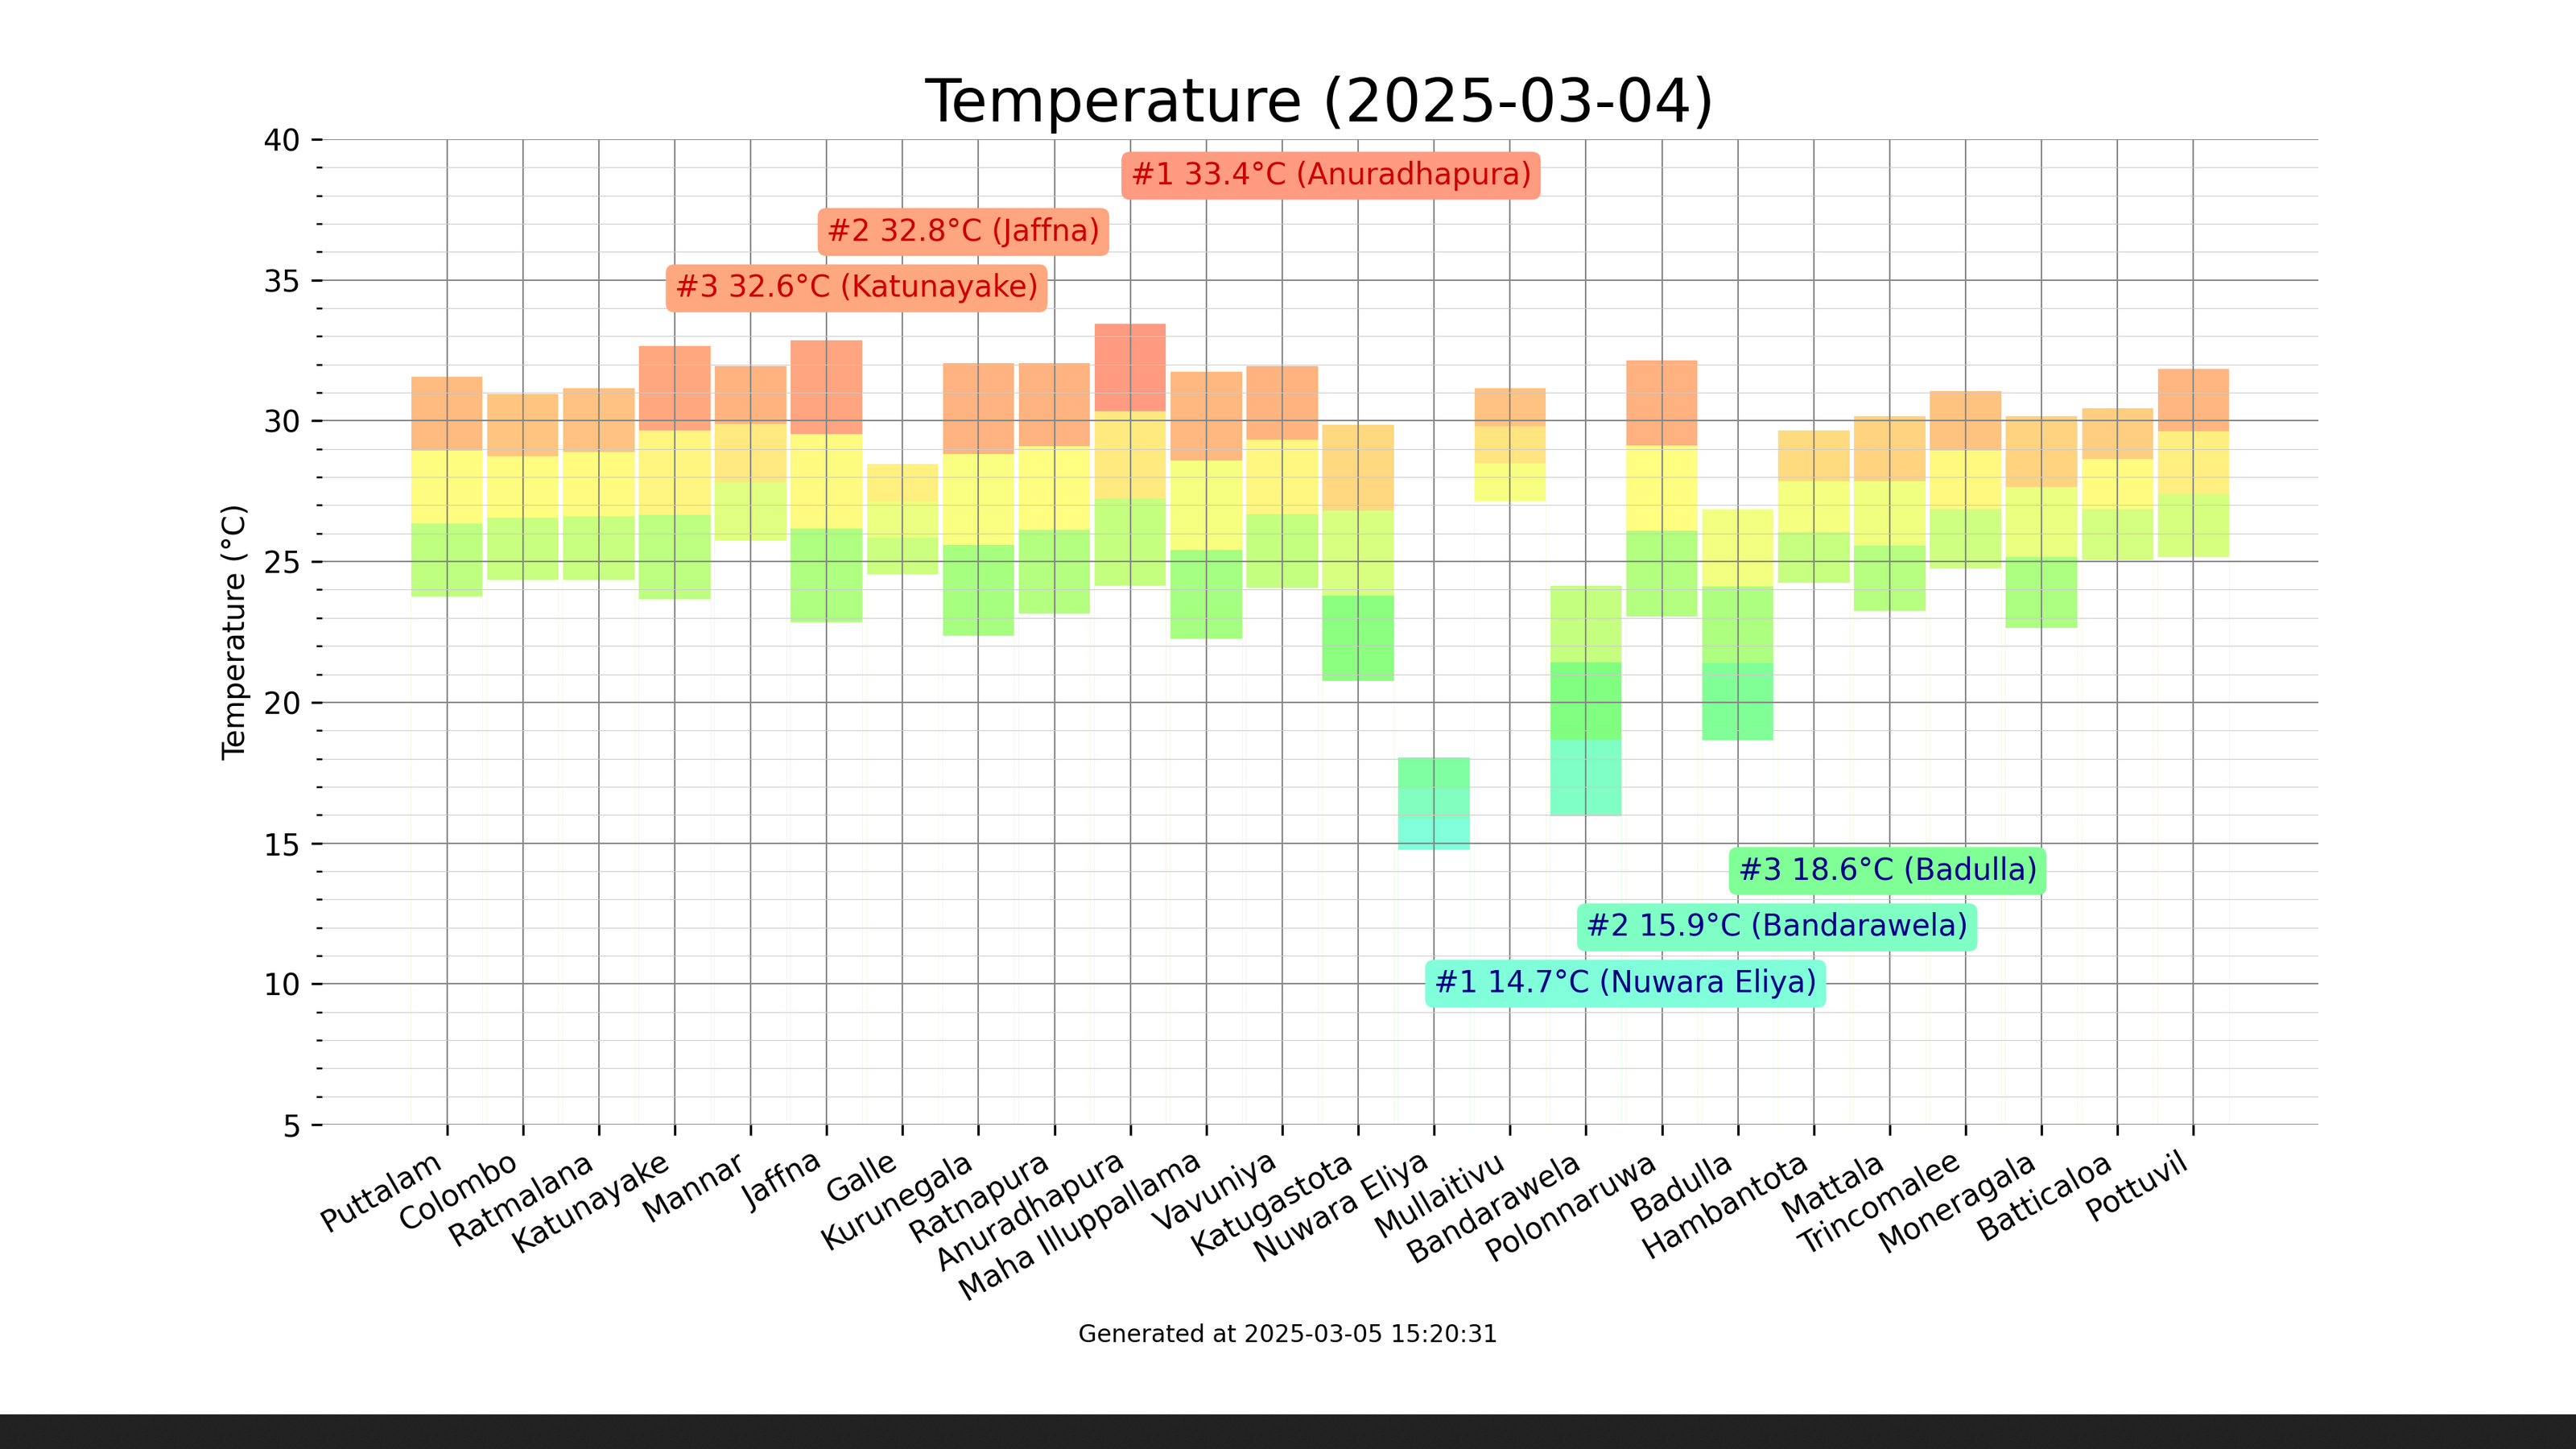 Temperature (2025-03-04)
40
#1 33.4°C (Anuradhapura)
#2 32.8°C (Jaffna)
35
#3 32.6°C (Katunayake)
30
25
Temperature (°C)
20
15
#3 18.6°C (Badulla)
#2 15.9°C (Bandarawela)
10
#1 14.7°C (Nuwara Eliya)
5
Puttalam
Colombo
Ratmalana
Katunayake
Mannar
Jaffna
Galle
Kurunegala
Ratnapura
Anuradhapura
Maha Illuppallama
Vavuniya
Katugastota
Nuwara Eliya
Mullaitivu
Bandarawela
Polonnaruwa
Badulla
Hambantota
Mattala
Trincomalee
Moneragala
Batticaloa
Pottuvil
Generated at 2025-03-05 15:20:31